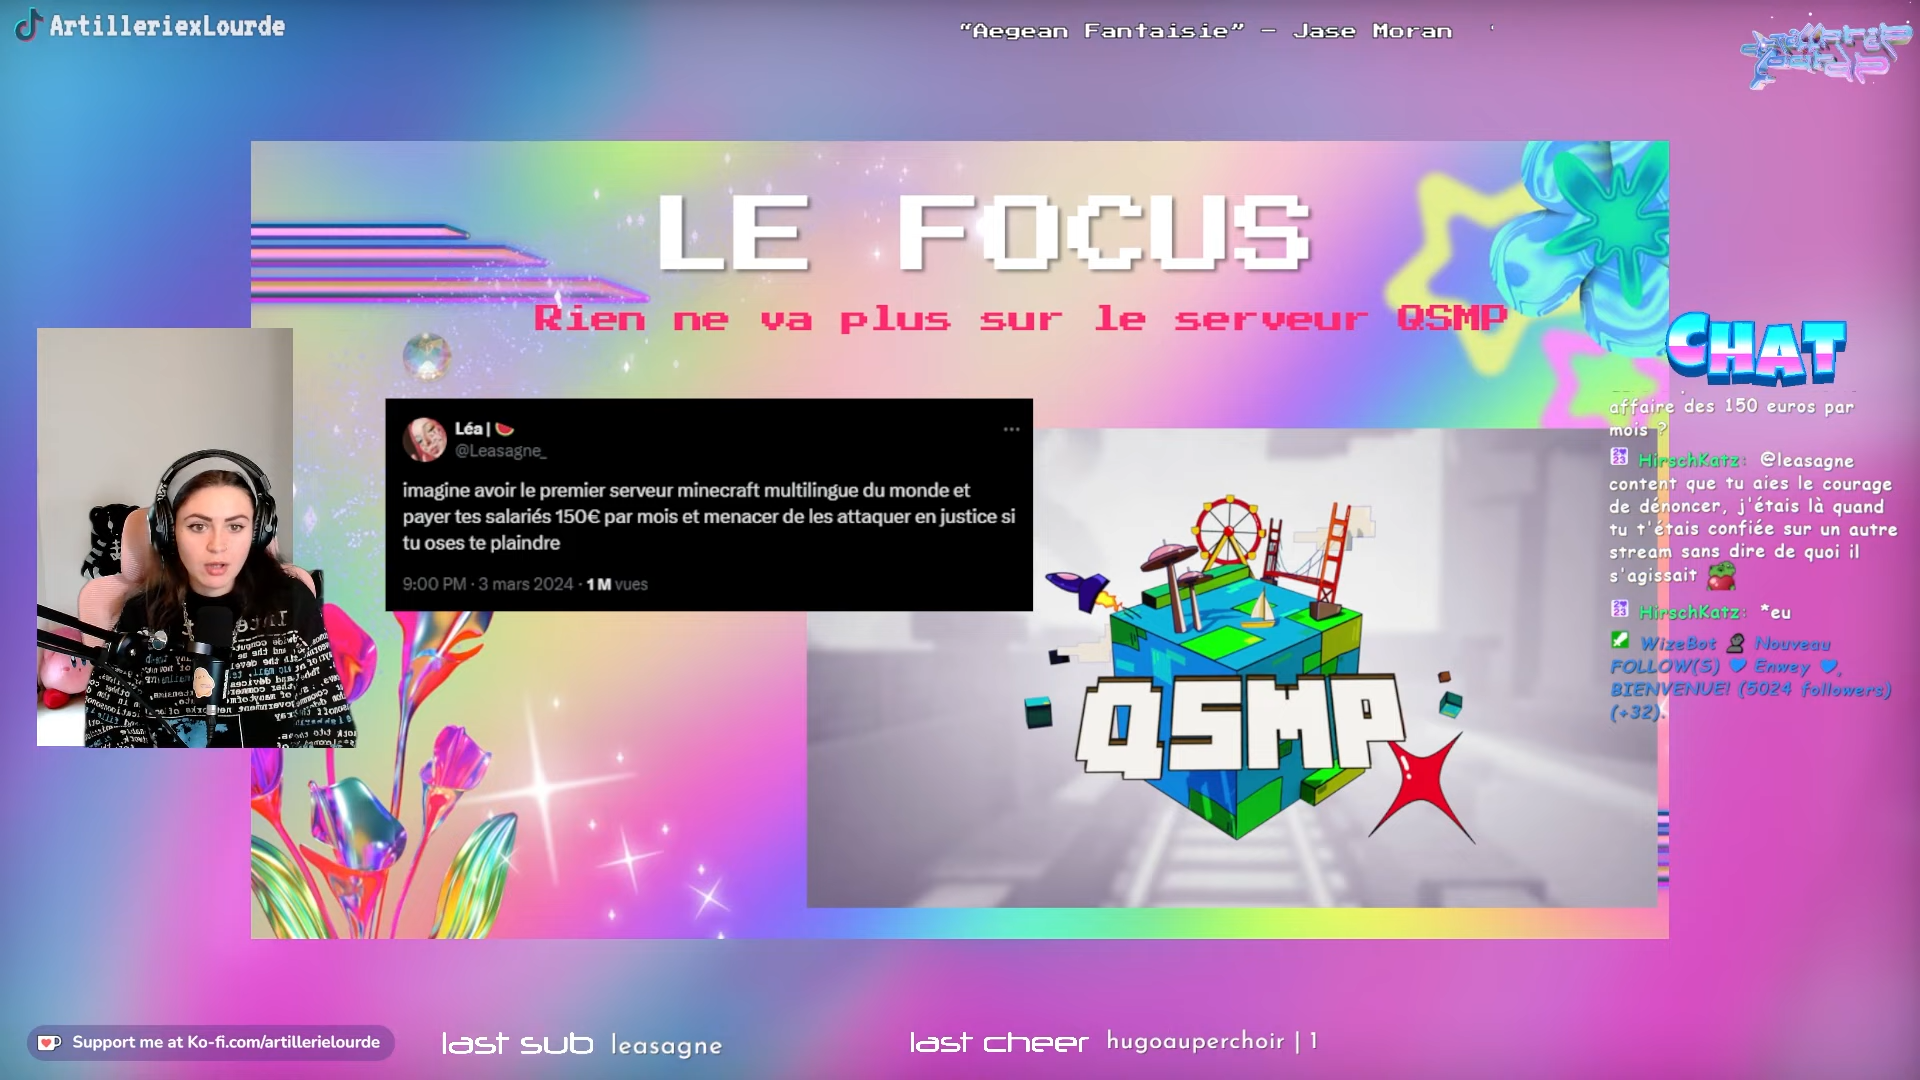 ArtilleriexLourde
“Aegean Fantaisie” - Jase Moran
LE FOCUS
Rien ne va plus sur le serveur QSMP
Léa | 🍉
@Leasagne_
imagine avoir le premier serveur minecraft multilingue du monde et
payer tes salariés 150€ par mois et menacer de les attaquer en justice si
tu oses te plaindre
9:00 PM · 3 mars 2024 · 1 M vues
QSMP
CHAT
affaire des 150 euros par
mois ?
HirschKatz: @leasagne
content que tu aies le courage
de dénoncer, j'étais là quand
tu t'étais confiée sur un autre
stream sans dire de quoi il
s'agissait
HirschKatz: *eu
WizeBot 👤 Nouveau
FOLLOW(S) 💙 Enwey 💙,
BIENVENUE! (5024 followers)
(+32).
Support me at Ko-fi.com/artillerielourde
last sub leasagne
last cheer hugoauperchoir | 1